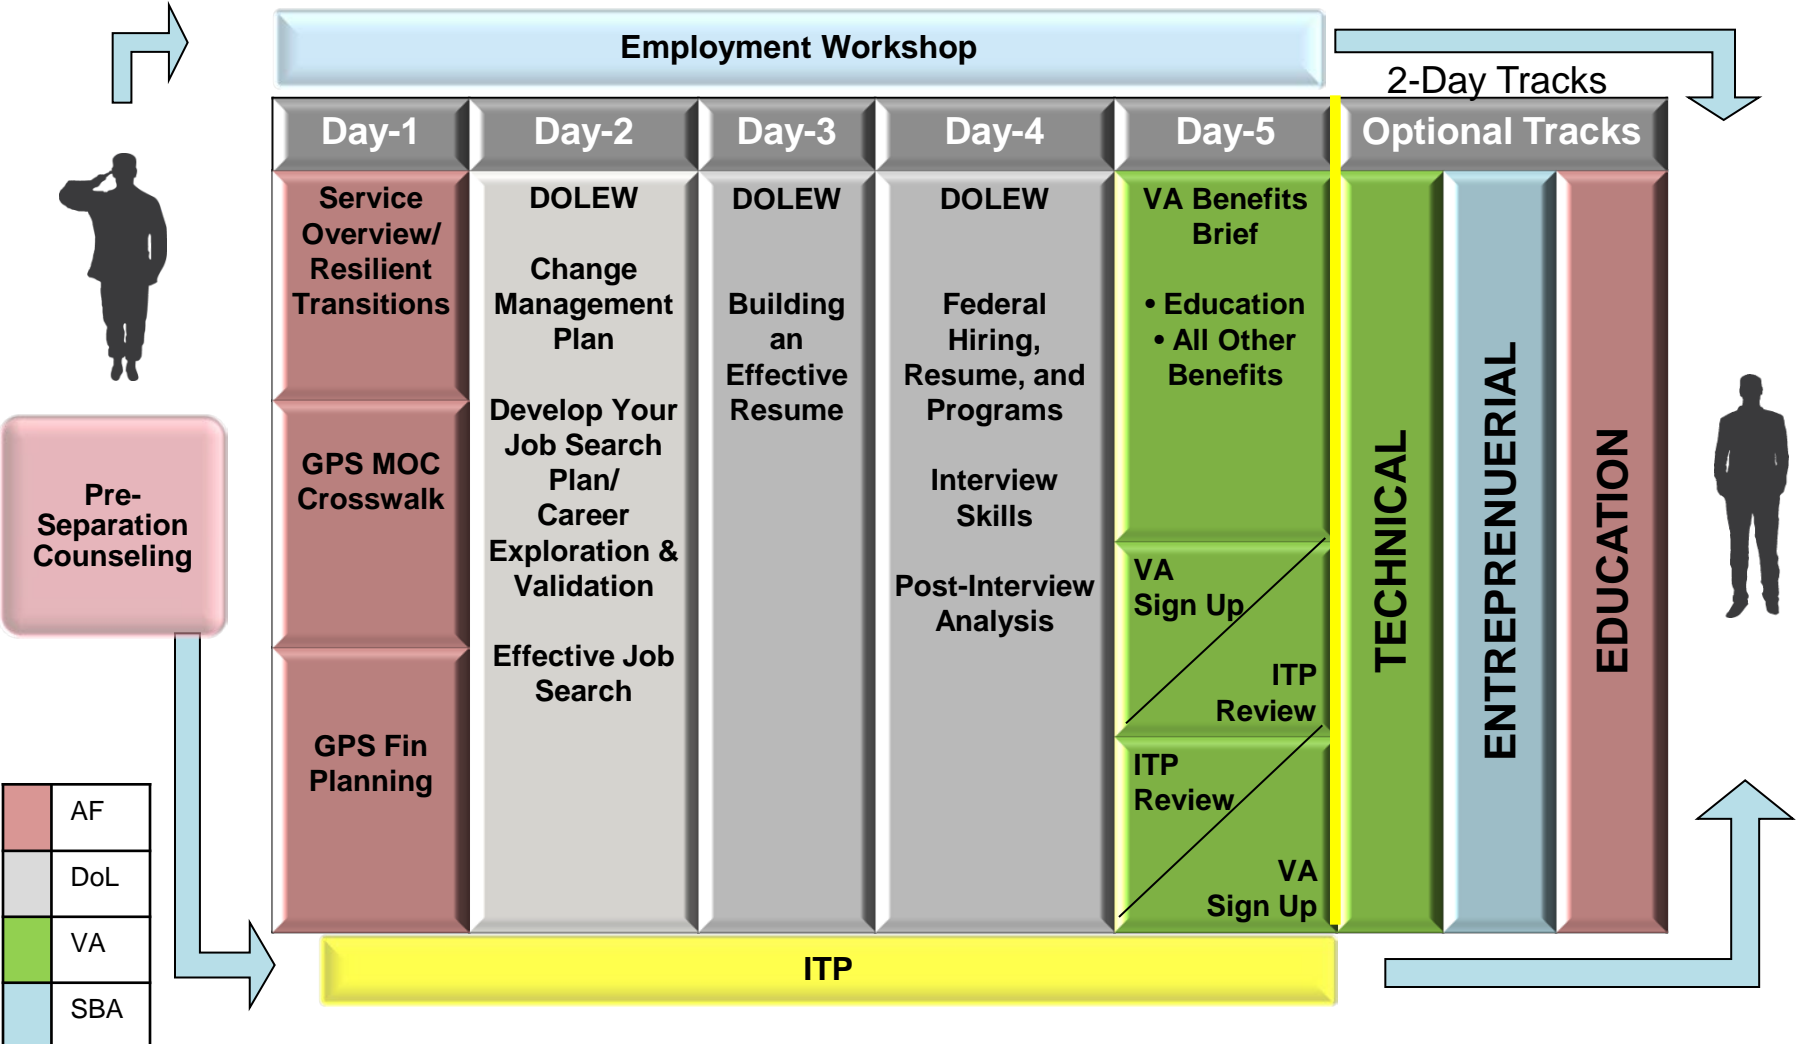 Employment Workshop
2-Day Tracks
Day-1
Day-2
Day-3
Day-4
Day-5
Optional Tracks
Service
Overview/
Resilient
Transitions
GPS MOC
Crosswalk
GPS Fin
Planning
DOLEW
Change
Management
Plan
Develop Your
Job Search
Plan/
Career
Exploration &
Validation
Effective Job
Search
DOLEW
Building
an
Effective
Resume
DOLEW
Federal
Hiring,
Resume, and
Programs
Interview
Skills
Post-Interview
Analysis
VA Benefits
Brief
• Education
• All Other
Benefits
VA
Sign Up
ITP
Review
ITP
Review
VA
Sign Up
TECHNICAL
ENTREPRENUERIAL
EDUCATION
Pre-
Separation
Counseling
AF
DoL
VA
SBA
ITP